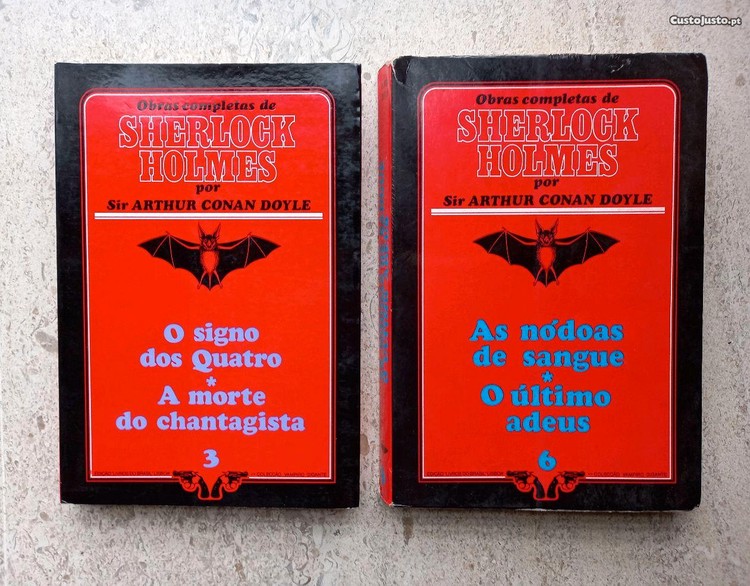 CustoJusto.pt
Obras completas de
SHERLOCK
HOLMES
por
Sir ARTHUR CONAN DOYLE
O signo
dos Quatro
*
A morte
do chantagista
3
Obras completas de
SHERLOCK
HOLMES
por
Sir ARTHUR CONAN DOYLE
As nódoas
de sangue
*
O último
adeus
6